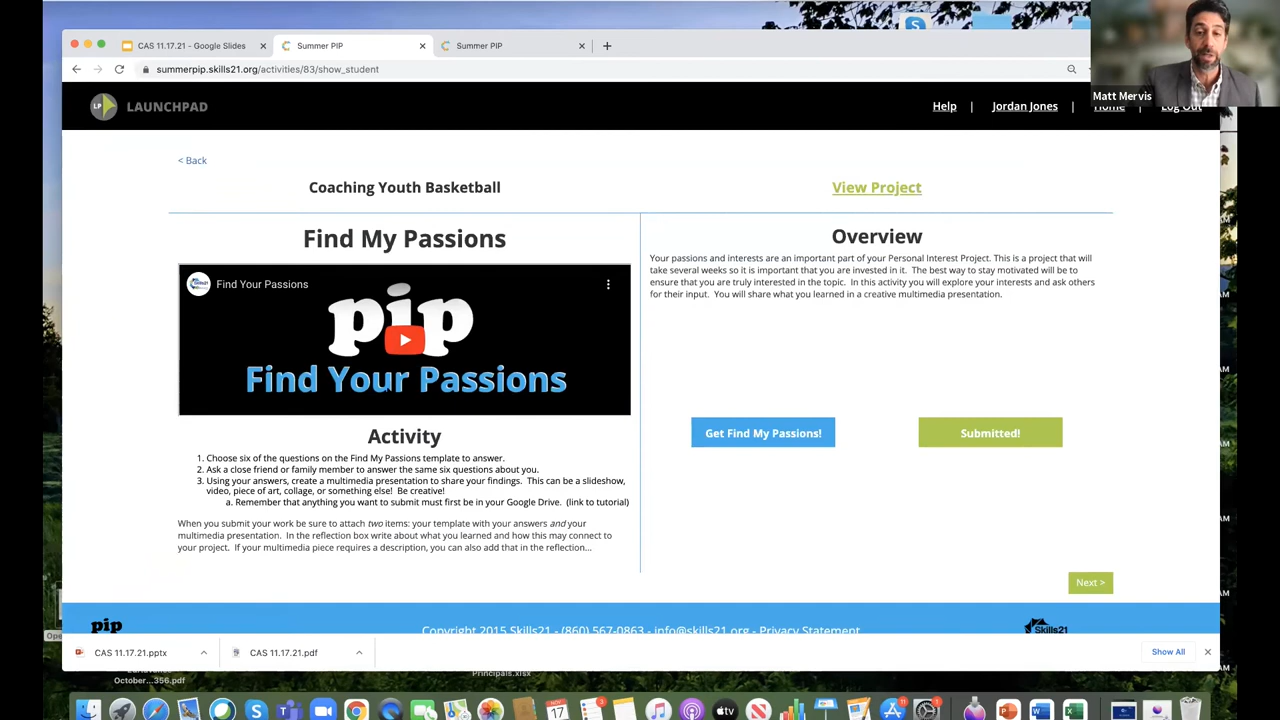 CAS 11.17.21 - Google Slides
Summer PIP
Summer PIP
summerpip.skills21.org/activities/83/show_student
Matt Mervis
LP LAUNCHPAD
Help | Jordan Jones | Home | Log Out
< Back
Coaching Youth Basketball
View Project
Find My Passions
Find Your Passions
pip
Find Your Passions
Activity
1. Choose six of the questions on the Find My Passions template to answer.
2. Ask a close friend or family member to answer the same six questions about you.
3. Using your answers, create a multimedia presentation to share your findings. This can be a slideshow,
video, piece of art, collage, or something else! Be creative!
a. Remember that anything you want to submit must first be in your Google Drive. (link to tutorial)
When you submit your work be sure to attach two items: your template with your answers and your
multimedia presentation. In the reflection box write about what you learned and how this may connect to
your project. If your multimedia piece requires a description, you can also add that in the reflection...
Overview
Your passions and interests are an important part of your Personal Interest Project. This is a project that will
take several weeks so it is important that you are invested in it. The best way to stay motivated will be to
ensure that you are truly interested in the topic. In this activity you will explore your interests and ask others
for their input. You will share what you learned in a creative multimedia presentation.
Get Find My Passions!
Submitted!
Next >
pip
Copyright 2015 Skills21 - (860) 567-0863 - info@skills21.org - Privacy Statement
Skills21
CAS 11.17.21.pptx
CAS 11.17.21.pdf
Show All
October...356.pdf
Principals.xlsx
NOV
17
3
tv
11
1